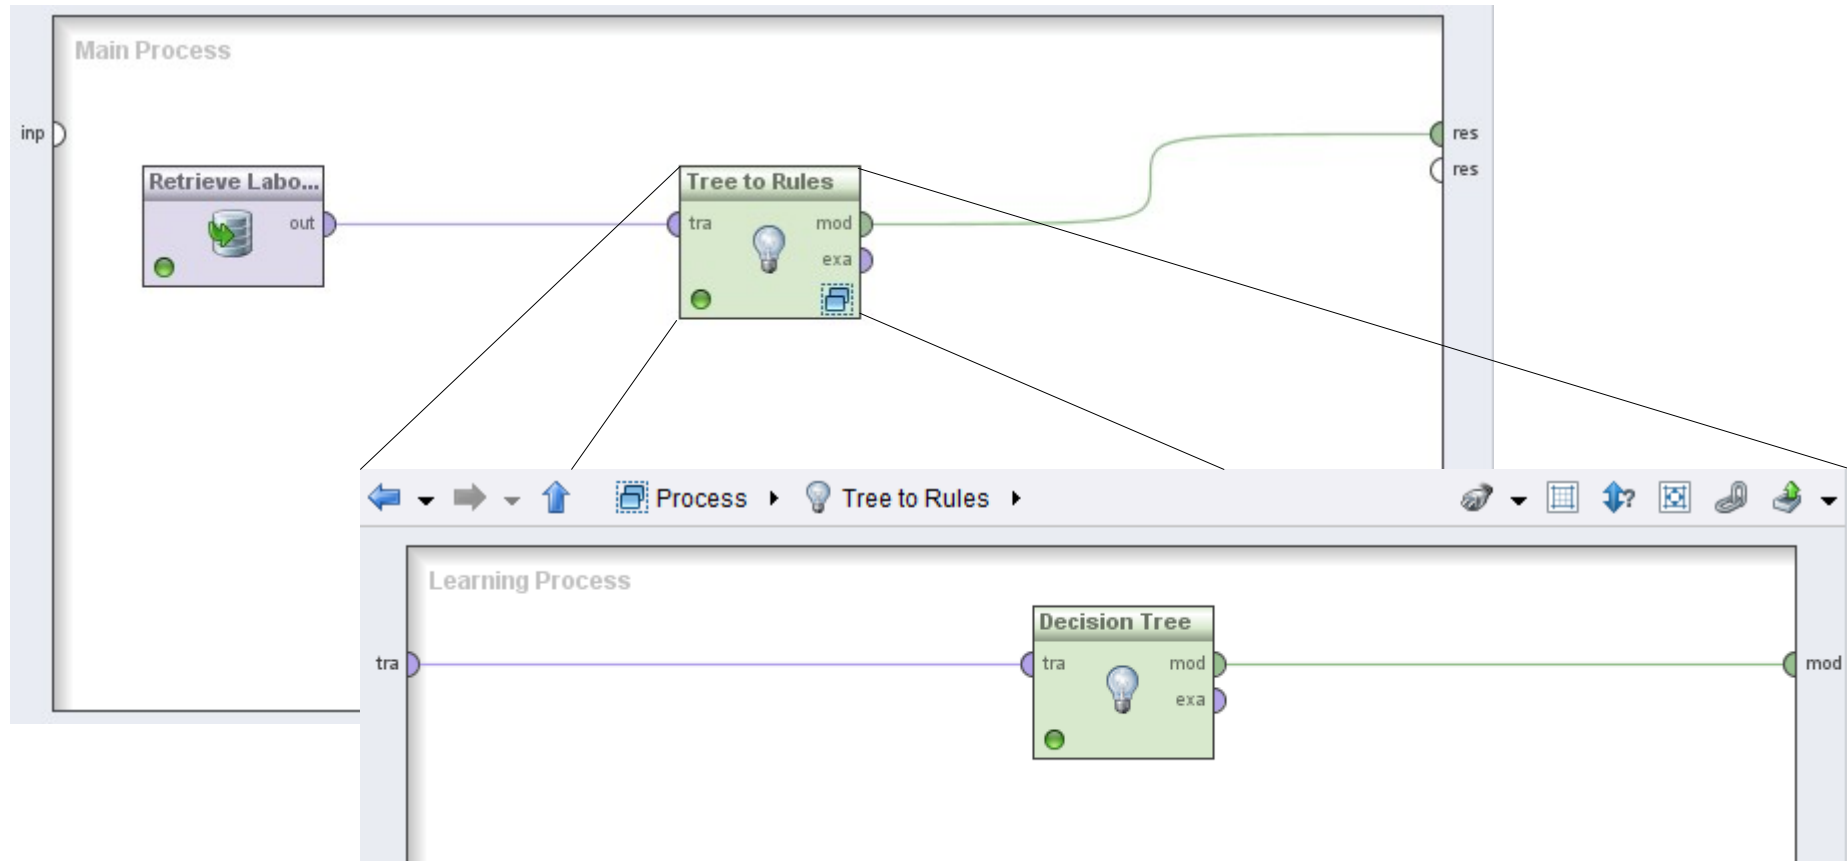 Main Process
inp
res
res
Retrieve Labo...
out
Tree to Rules
tra
mod
exa
Process
Tree to Rules
?
Learning Process
Decision Tree
tra
tra
mod
mod
exa